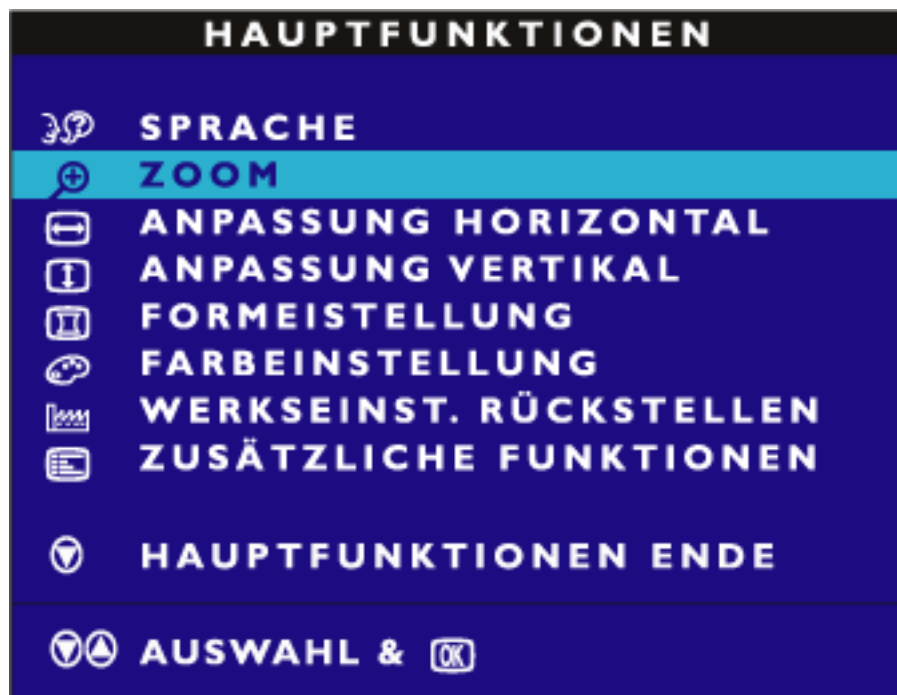 HAUPTFUNKTIONEN
SPRACHE
ZOOM
ANPASSUNG HORIZONTAL
ANPASSUNG VERTIKAL
FORMEISTELLUNG
FARBEINSTELLUNG
WERKSEINST. RÜCKSTELLEN
ZUSÄTZLICHE FUNKTIONEN
HAUPTFUNKTIONEN ENDE
AUSWAHL & OK